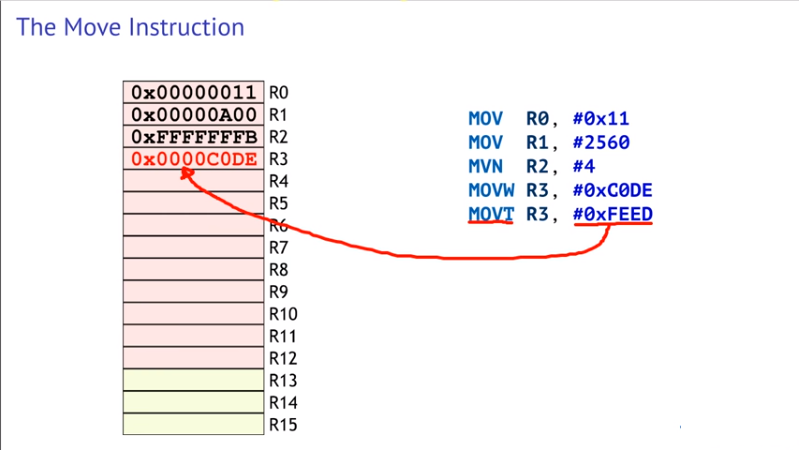 The Move Instruction
0x00000011 R0
0x00000A00 R1
0xFFFFFFFB R2
0x0000C0DE R3
R4
R5
R6
R7
R8
R9
R10
R11
R12
R13
R14
R15
MOV R0, #0x11
MOV R1, #2560
MVN R2, #4
MOVW R3, #0xC0DE
MOVT R3, #0xFEED